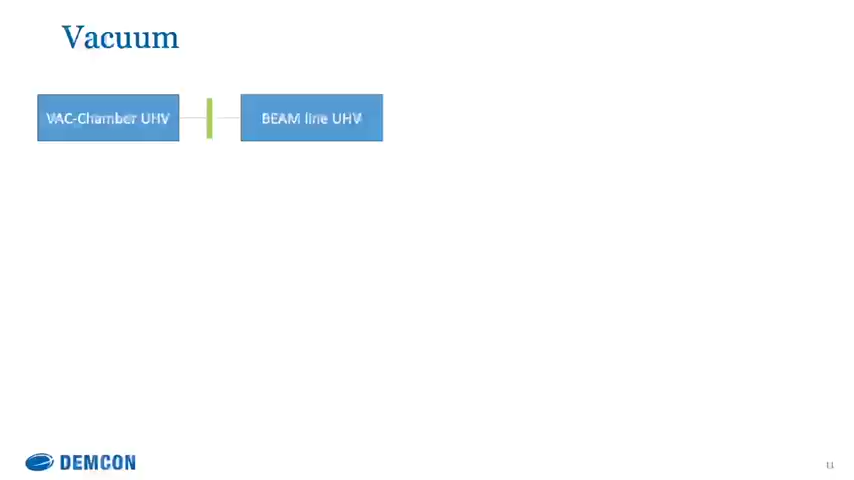 Vacuum
VAC-Chamber UHV
BEAM line UHV
DEMCON
11